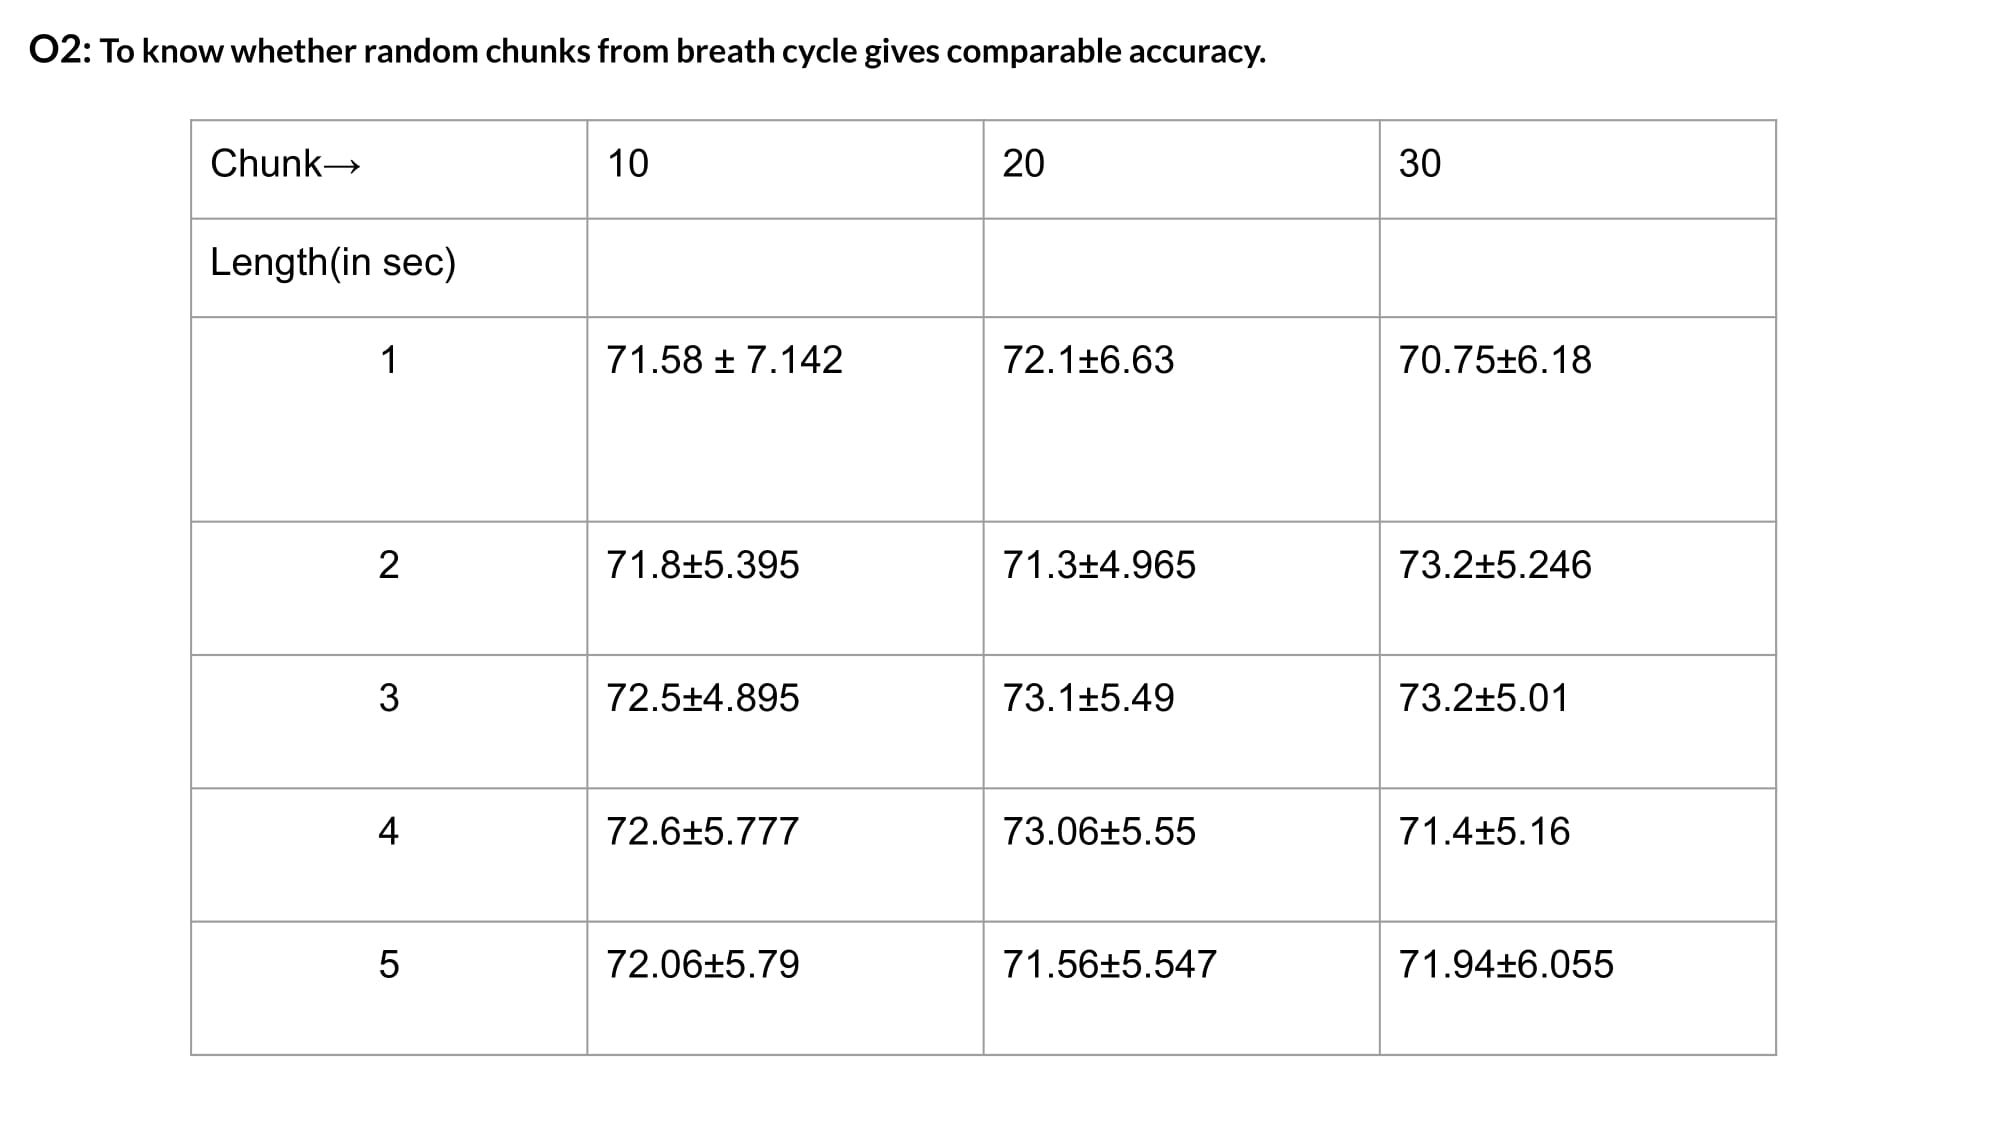 O2: To know whether random chunks from breath cycle gives comparable accuracy.
Chunk→ 10 20 30
Length(in sec)
1 71.58 ± 7.142 72.1±6.63 70.75±6.18
2 71.8±5.395 71.3±4.965 73.2±5.246
3 72.5±4.895 73.1±5.49 73.2±5.01
4 72.6±5.777 73.06±5.55 71.4±5.16
5 72.06±5.79 71.56±5.547 71.94±6.055